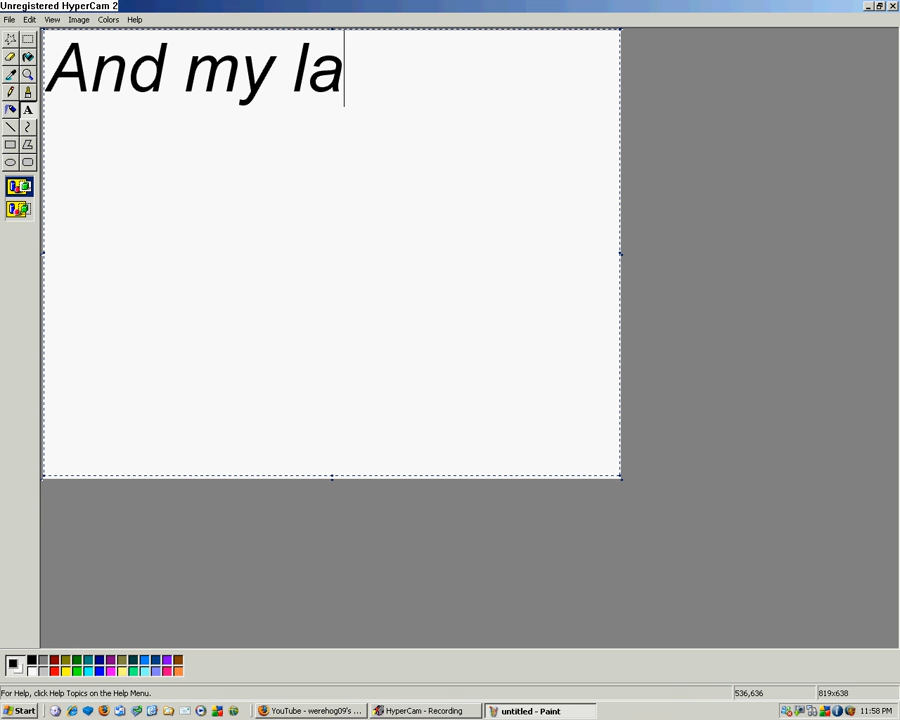 Unregistered HyperCam 2
File Edit View Image Colors Help
A
And my la
For Help, click Help Topics on the Help Menu.
536,636
819x638
Start
YouTube - werehog09's ...
HyperCam - Recording
untitled - Paint
11:58 PM